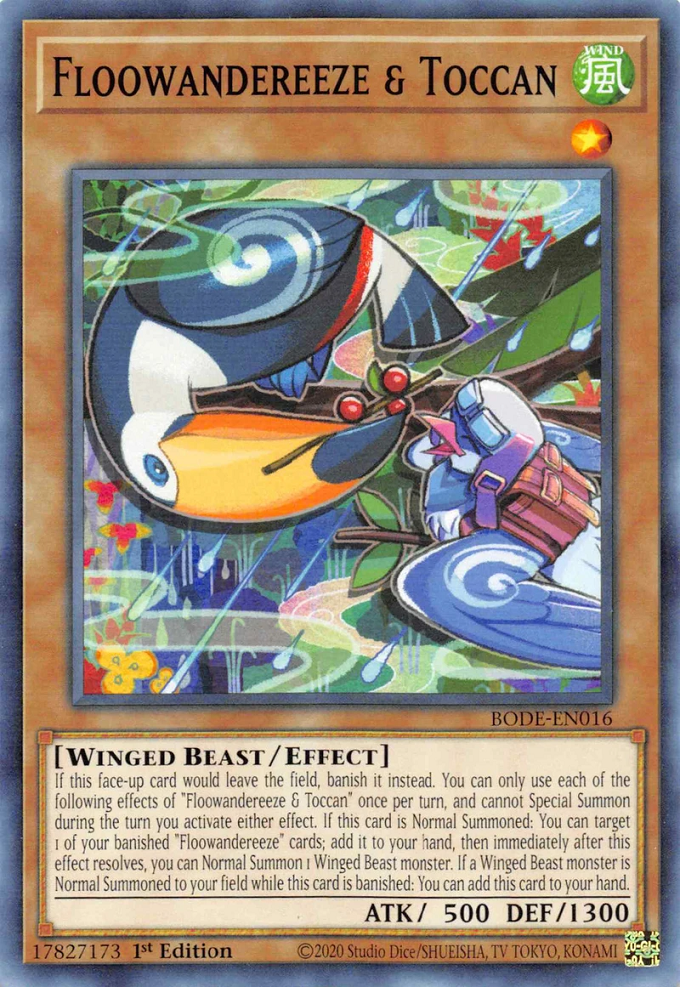 FLOOWANDEREEZE & TOCCAN
WIND
風
BODE-EN016
[WINGED BEAST/EFFECT]
If this face-up card would leave the field, banish it instead. You can only use each of the
following effects of "Floowandereeze & Toccan" once per turn, and cannot Special Summon
during the turn you activate either effect. If this card is Normal Summoned: You can target
1 of your banished "Floowandereeze" cards; add it to your hand, then immediately after this
effect resolves, you can Normal Summon 1 Winged Beast monster. If a Winged Beast monster is
Normal Summoned to your field while this card is banished: You can add this card to your hand.
ATK/ 500 DEF/1300
17827173 1st Edition ©2020 Studio Dice/SHUEISHA, TV TOKYO, KONAMI